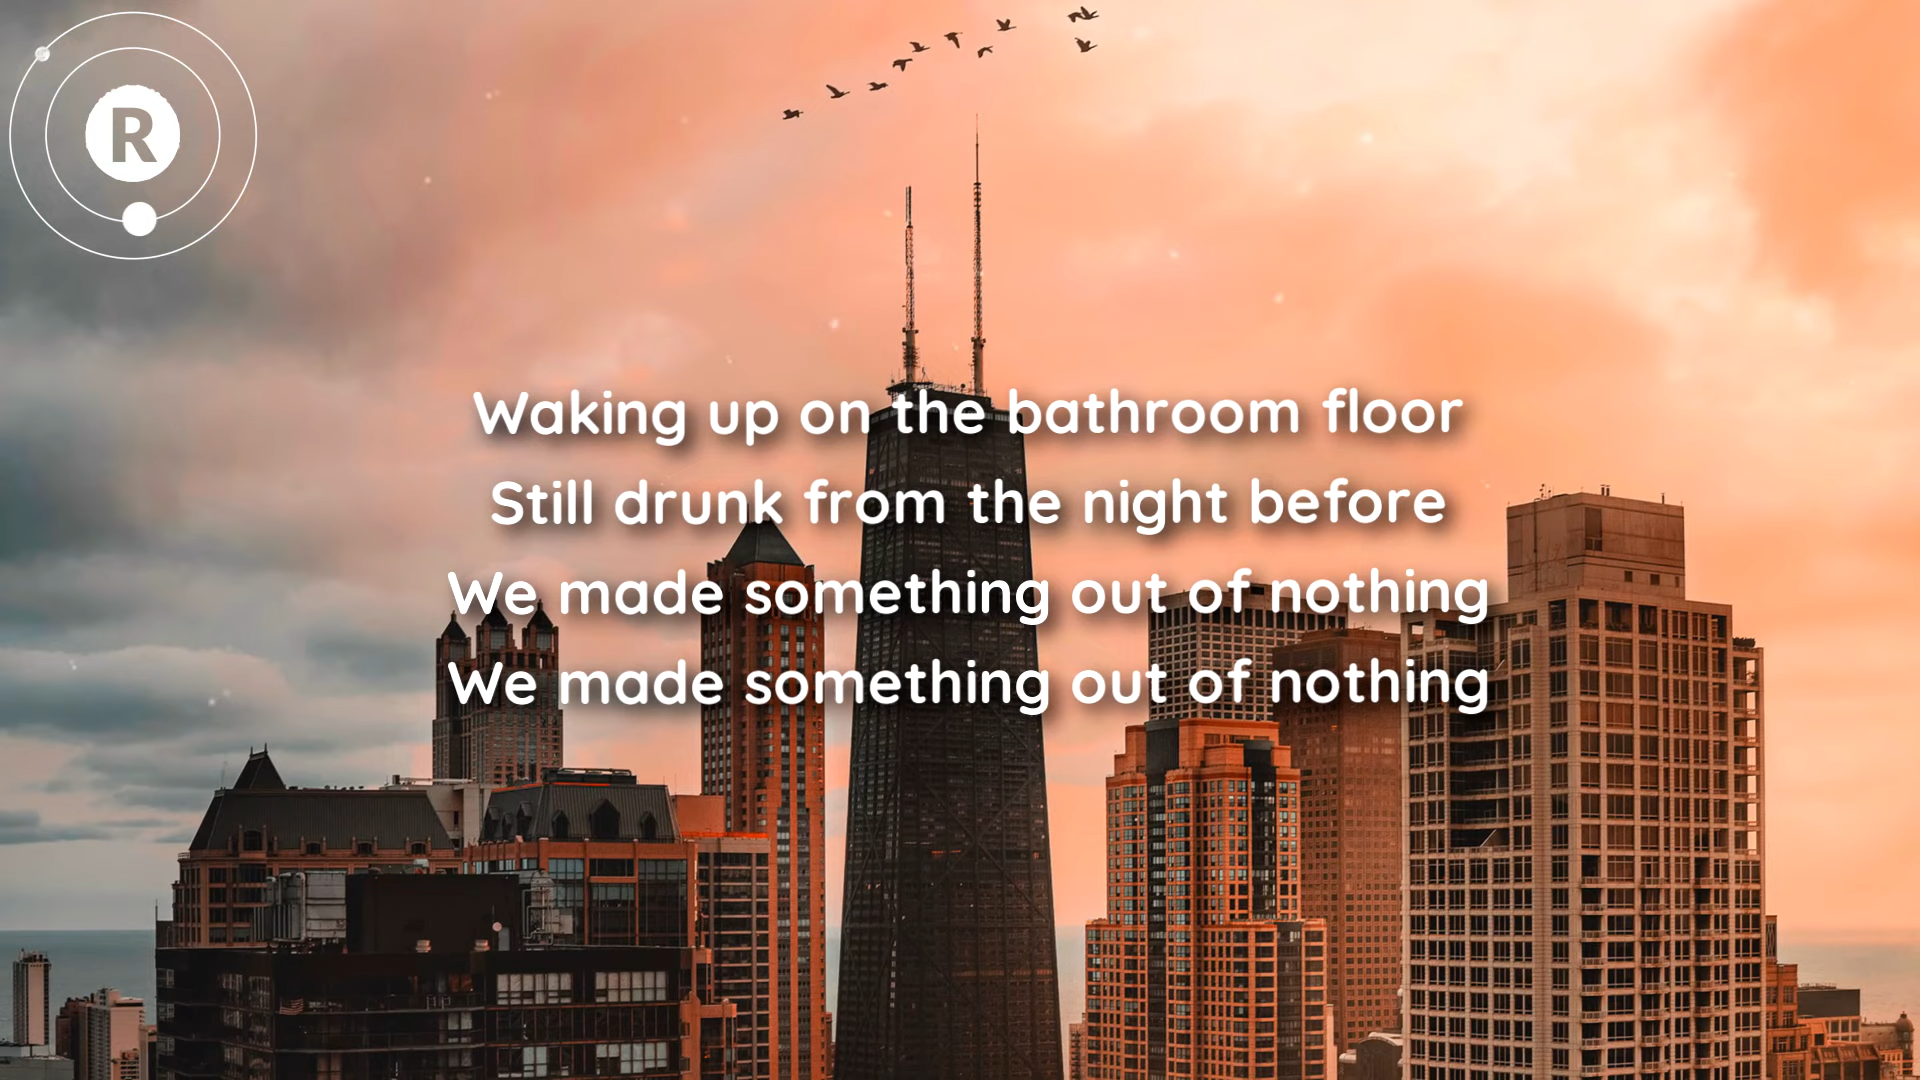 R
Waking up on the bathroom floor
Still drunk from the night before
We made something out of nothing
We made something out of nothing